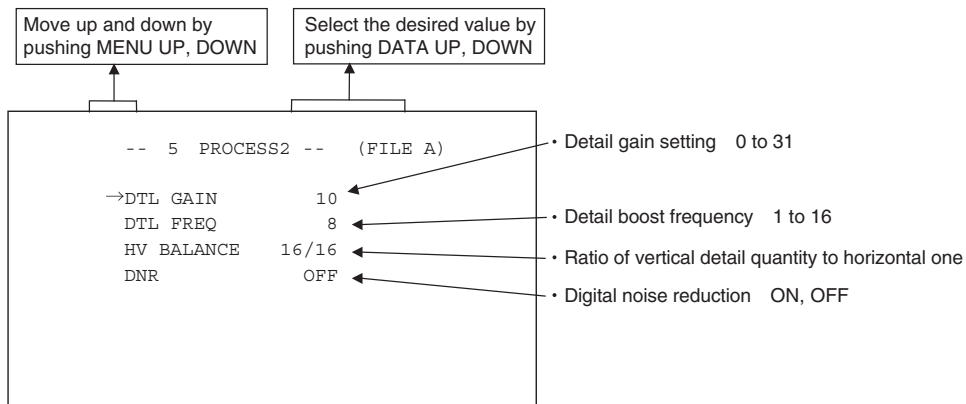 Move up and down by
pushing MENU UP, DOWN
Select the desired value by
pushing DATA UP, DOWN
-- 5 PROCESS2 -- (FILE A)
→DTL GAIN 10
DTL FREQ 8
HV BALANCE 16/16
DNR OFF
・Detail gain setting 0 to 31
・Detail boost frequency 1 to 16
・Ratio of vertical detail quantity to horizontal one
・Digital noise reduction ON, OFF